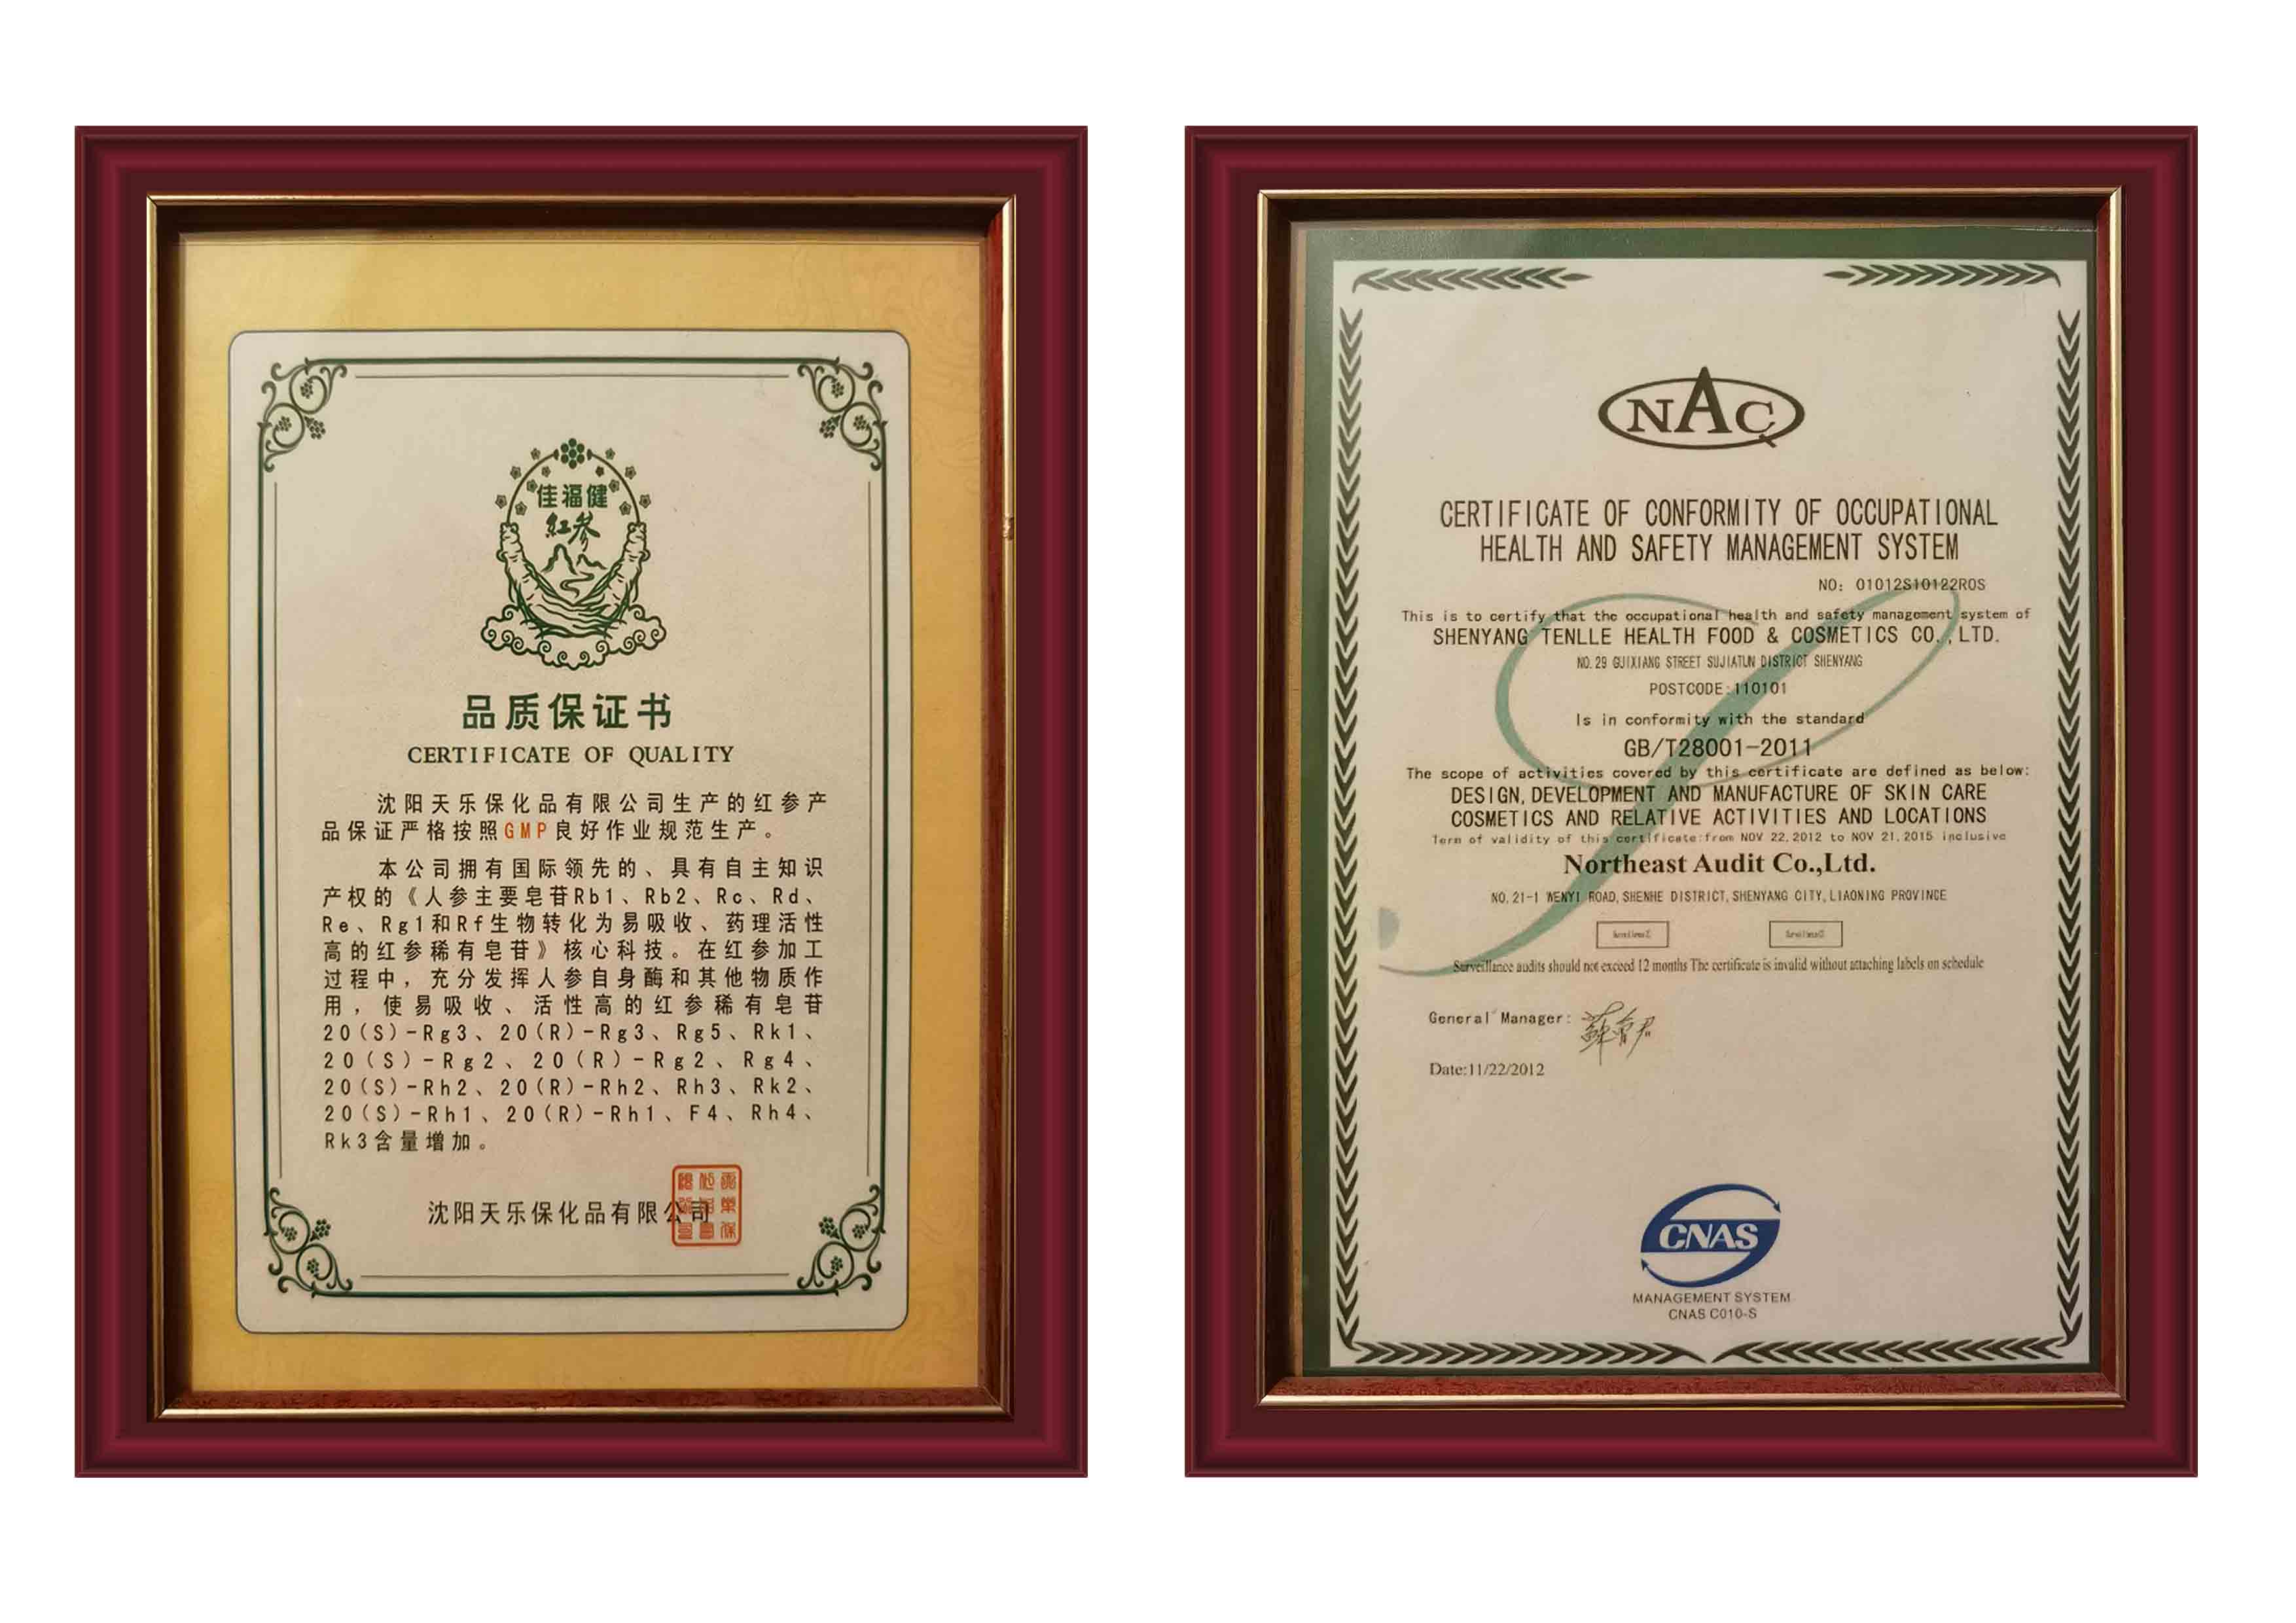 佳福健
红参
品质保证书
CERTIFICATE OF QUALITY
沈阳天乐保化品有限公司生产的红参产
品保证严格按照GMP良好作业规范生产。
本公司拥有国际领先的、具有自主知识
产权的《人参主要皂苷Rb1、Rb2、Rc、Rd、
Re、Rg1和Rf生物转化为易吸收、药理活性
高的红参稀有皂苷》核心科技。在红参加工
过程中，充分发挥人参自身酶和其他物质作
用，使易吸收、活性高的红参稀有皂苷
20(S)-Rg3、20(R)-Rg3、Rg5、Rk1、
20(S)-Rg2、20(R)-Rg2、Rg4、
20(S)-Rh2、20(R)-Rh2、Rh3、Rk2、
20(S)-Rh1、20(R)-Rh1、F4、Rh4、
Rk3含量增加。
沈阳天乐保化品有限公司
NAQ
CERTIFICATE OF CONFORMITY OF OCCUPATIONAL
HEALTH AND SAFETY MANAGEMENT SYSTEM
NO: 01012S10122ROS
This is to certify that the occupational health and safety management system of
SHENYANG TENLLE HEALTH FOOD & COSMETICS CO.,LTD.
NO.29 GUIXIANG STREET SUJIATUN DISTRICT SHENYANG
POSTCODE:110101
Is in conformity with the standard
GB/T28001-2011
The scope of activities covered by this certificate are defined as below:
DESIGN,DEVELOPMENT AND MANUFACTURE OF SKIN CARE
COSMETICS AND RELATIVE ACTIVITIES AND LOCATIONS
Term of validity of this certificate:from NOV 22,2012 to NOV 21,2015 inclusive
Northeast Audit Co.,Ltd.
NO.21-1 WENYI ROAD,SHENHE DISTRICT,SHENYANG CITY,LIAONING PROVINCE
Surveillance audits should not exceed 12 months The certificate is invalid without attaching labels on schedule
General Manager:
Date:11/22/2012
CNAS
MANAGEMENT SYSTEM
CNAS C010-S